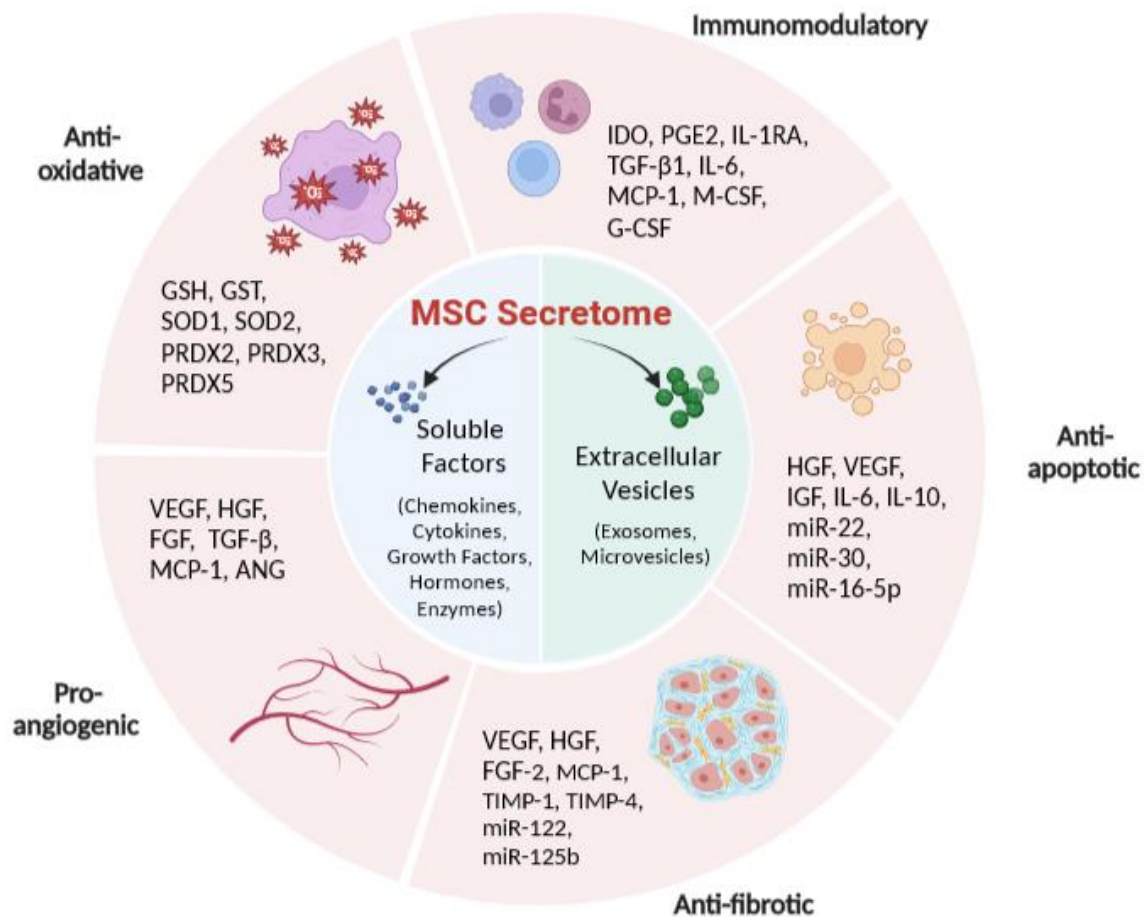 Immunomodulatory
IDO, PGE2, IL-1RA,
TGF-β1, IL-6,
MCP-1, M-CSF,
G-CSF
Anti-
oxidative
GSH, GST,
SOD1, SOD2,
PRDX2, PRDX3,
PRDX5
MSC Secretome
Soluble
Factors
(Chemokines,
Cytokines,
Growth Factors,
Hormones,
Enzymes)
Extracellular
Vesicles
(Exosomes,
Microvesicles)
Anti-
apoptotic
HGF, VEGF,
IGF, IL-6, IL-10,
miR-22,
miR-30,
miR-16-5p
VEGF, HGF,
FGF, TGF-β,
MCP-1, ANG
Pro-
angiogenic
VEGF, HGF,
FGF-2, MCP-1,
TIMP-1, TIMP-4,
miR-122,
miR-125b
Anti-fibrotic